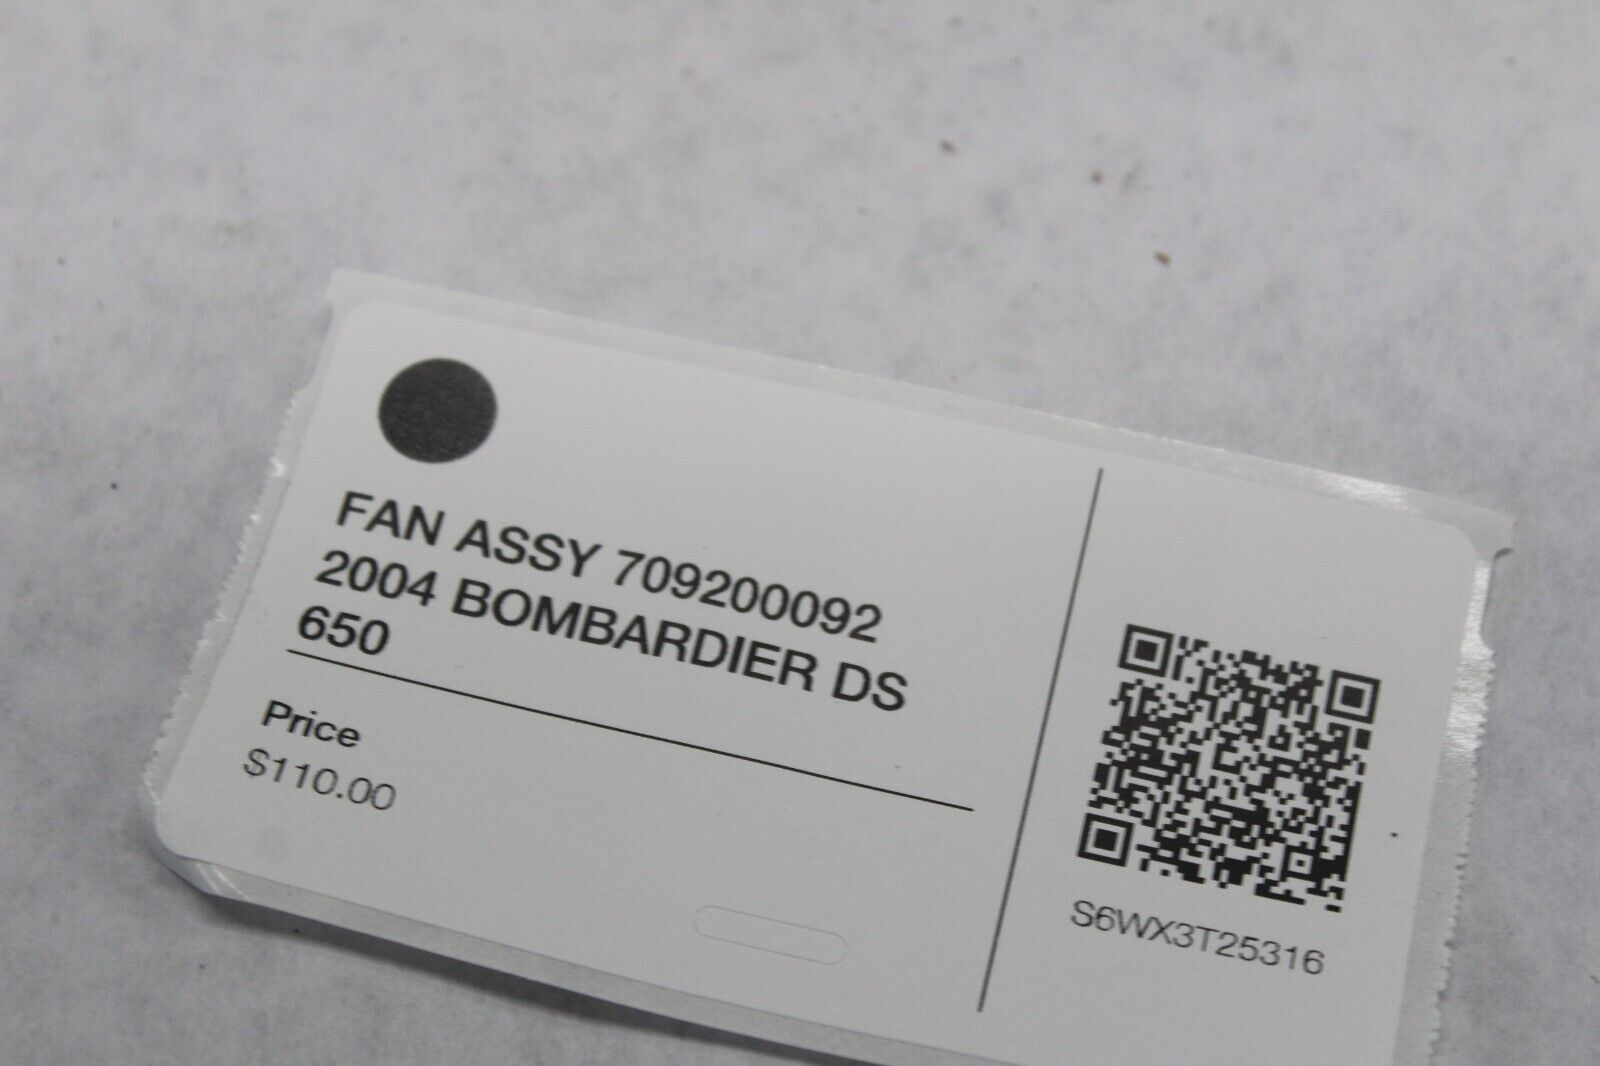 FAN ASSY 709200092
2004 BOMBARDIER DS
650
Price
$110.00
S6WX3T25316